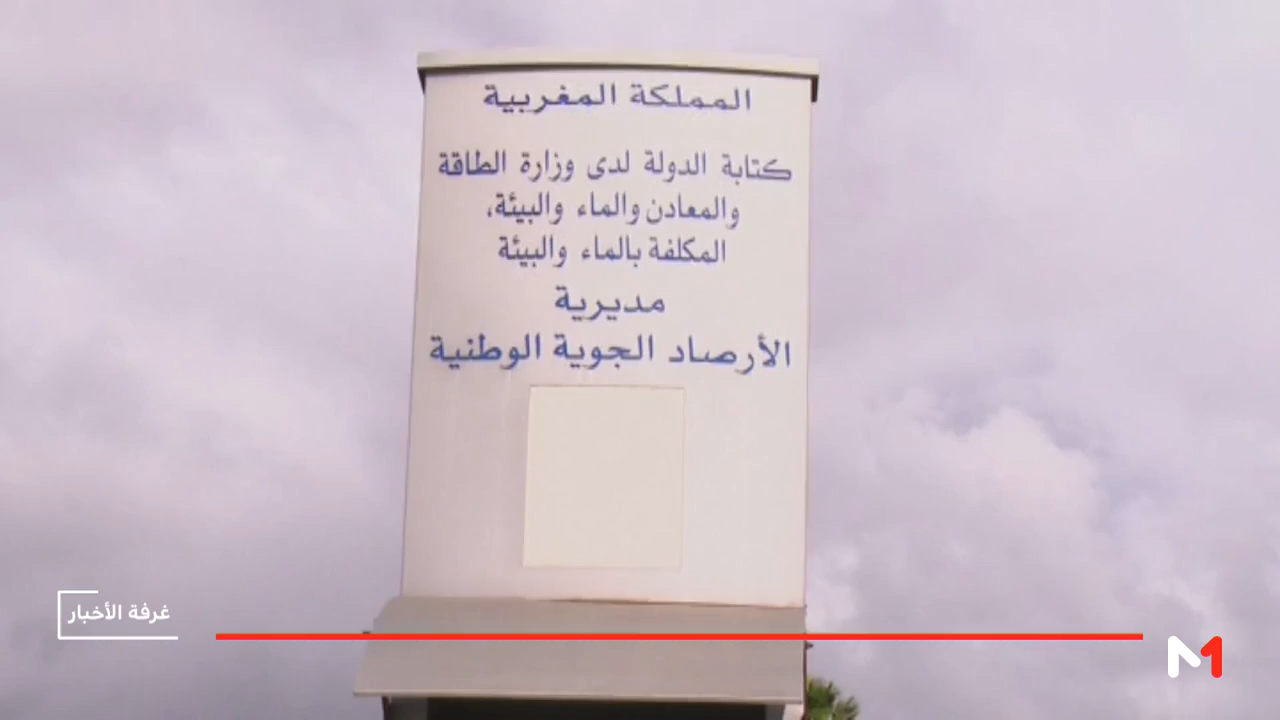 المملكة المغربية
كتابة الدولة لدى وزارة الطاقة
والمعادن والماء والبيئة،
المكلفة بالماء والبيئة
مديرية
الأرصاد الجوية الوطنية
غرفة الأخبار
M1